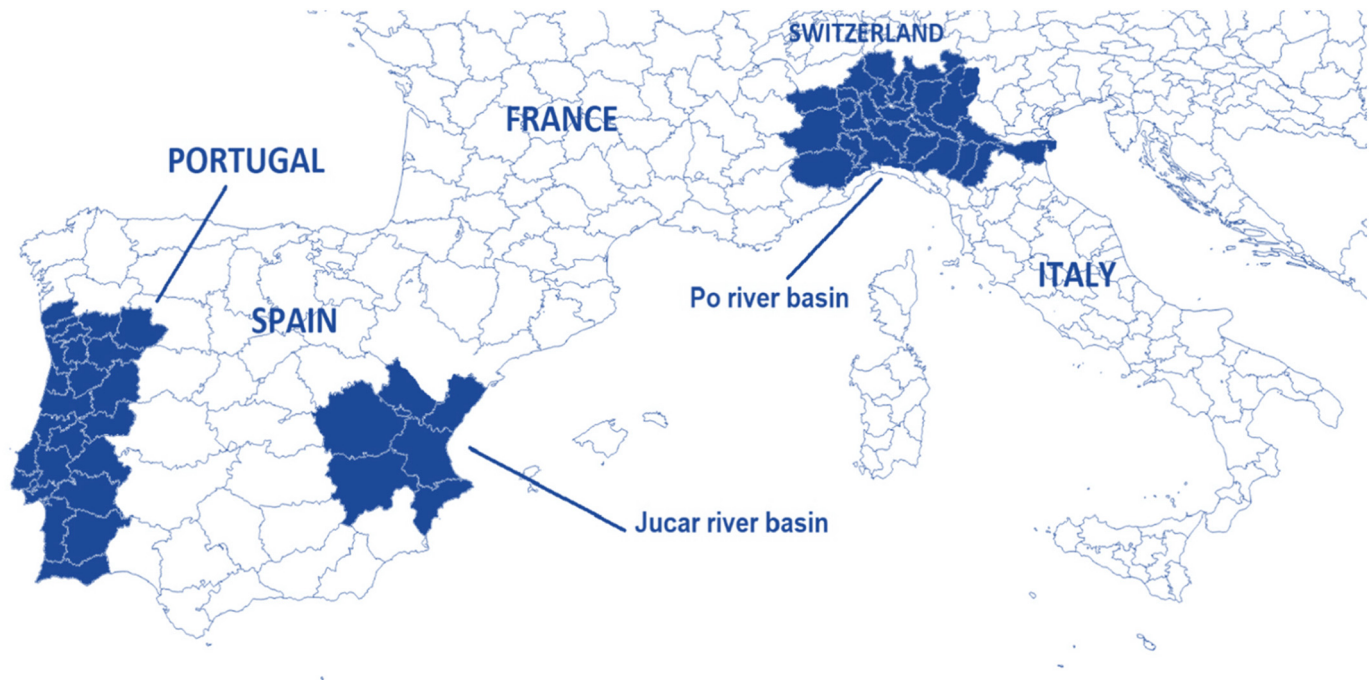 SWITZERLAND
FRANCE
PORTUGAL
ITALY
Po river basin
SPAIN
Jucar river basin